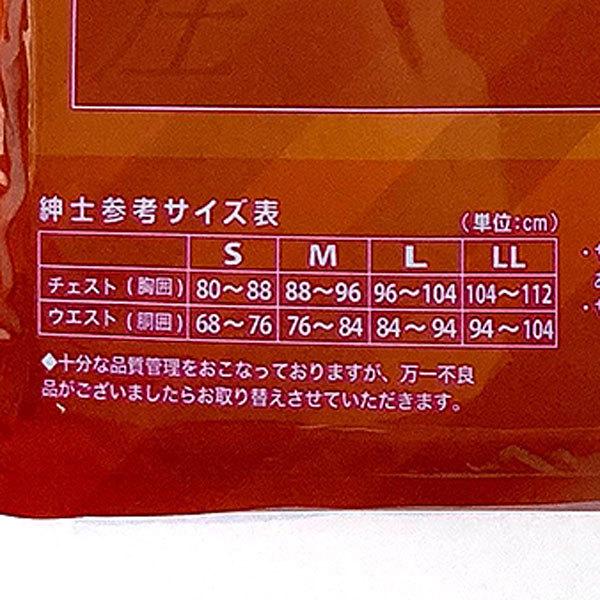 紳士参考サイズ表 (単位:cm)
S M L LL
チェスト(胸囲) 80〜88 88〜96 96〜104 104〜112
ウエスト(胴囲) 68〜76 76〜84 84〜94 94〜104
◆十分な品質管理をおこなっておりますが、万一不良
品がございましたらお取り替えさせていただきます。